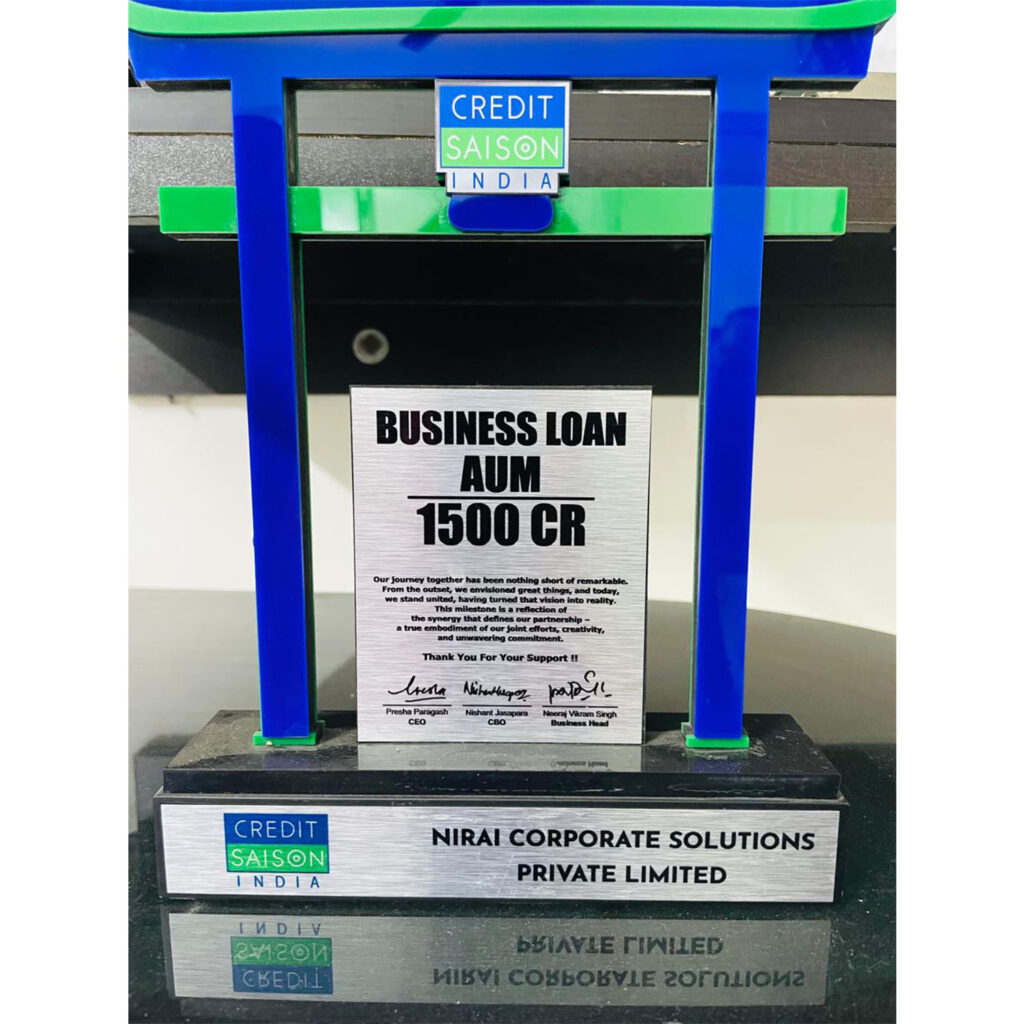 CREDIT
SAISON
INDIA
BUSINESS LOAN
AUM
1500 CR
Our journey together has been nothing short of remarkable.
From the outset, we envisioned great things, and today,
we stand united, having turned that vision into reality.
This milestone is a reflection of
the synergy that defines our partnership –
a true embodiment of our joint efforts, creativity,
and unwavering commitment.
Thank You For Your Support !!
Presha Paragash Nishant Jasapara Neeraj Vikram Singh
CEO CBO Business Head
CREDIT
SAISON
INDIA
NIRAI CORPORATE SOLUTIONS
PRIVATE LIMITED